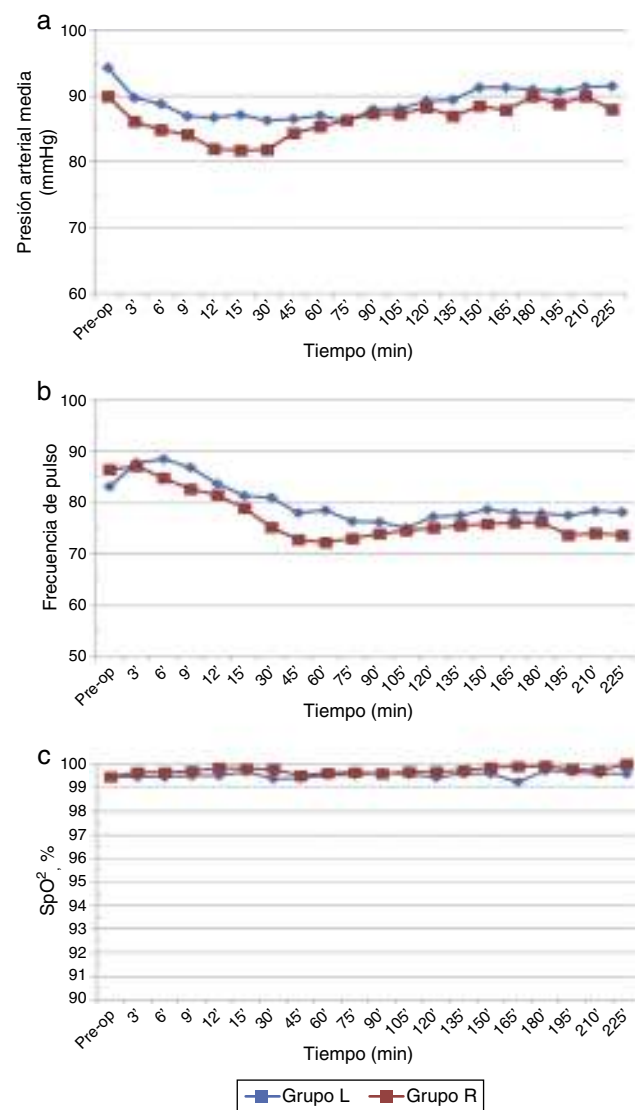 a
Presión arterial media
(mmHg)
100
90
80
70
60
Pre-op 3' 6' 9' 12' 15' 30' 45' 60' 75' 90' 105' 120' 135' 150' 165' 180' 195' 210' 225'
Tiempo (min)
b
Frecuencia de pulso
100
90
80
70
60
50
Pre-op 3' 6' 9' 12' 15' 30' 45' 60' 75' 90' 105' 120' 135' 150' 165' 180' 195' 210' 225'
Tiempo (min)
c
SpO², %
100
99
98
97
96
95
94
93
92
91
90
Pre-op 3' 6' 9' 12' 15' 30' 45' 60' 75' 90' 105' 120' 135' 150' 165' 180' 195' 210' 225'
Tiempo (min)
Grupo L Grupo R